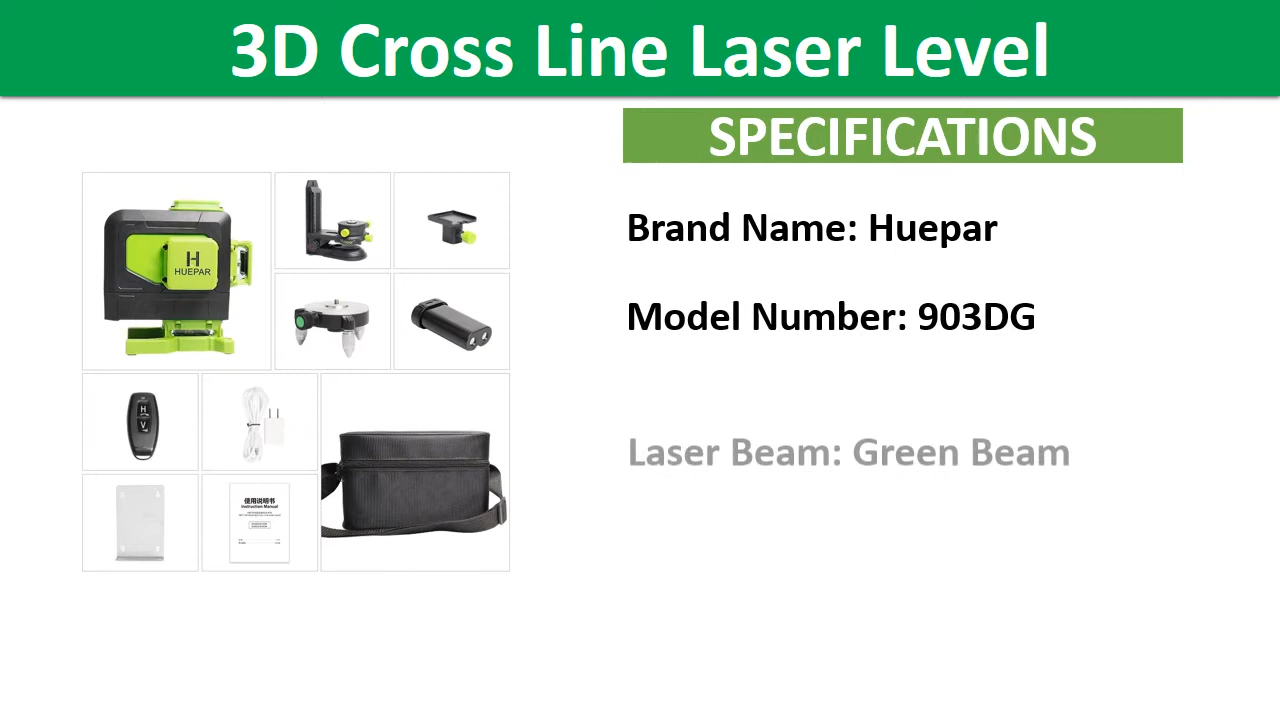 3D Cross Line Laser Level
SPECIFICATIONS
Brand Name: Huepar
Model Number: 903DG
Laser Beam: Green Beam
H
HUEPAR
H
V
使用说明书
Instruction Manual